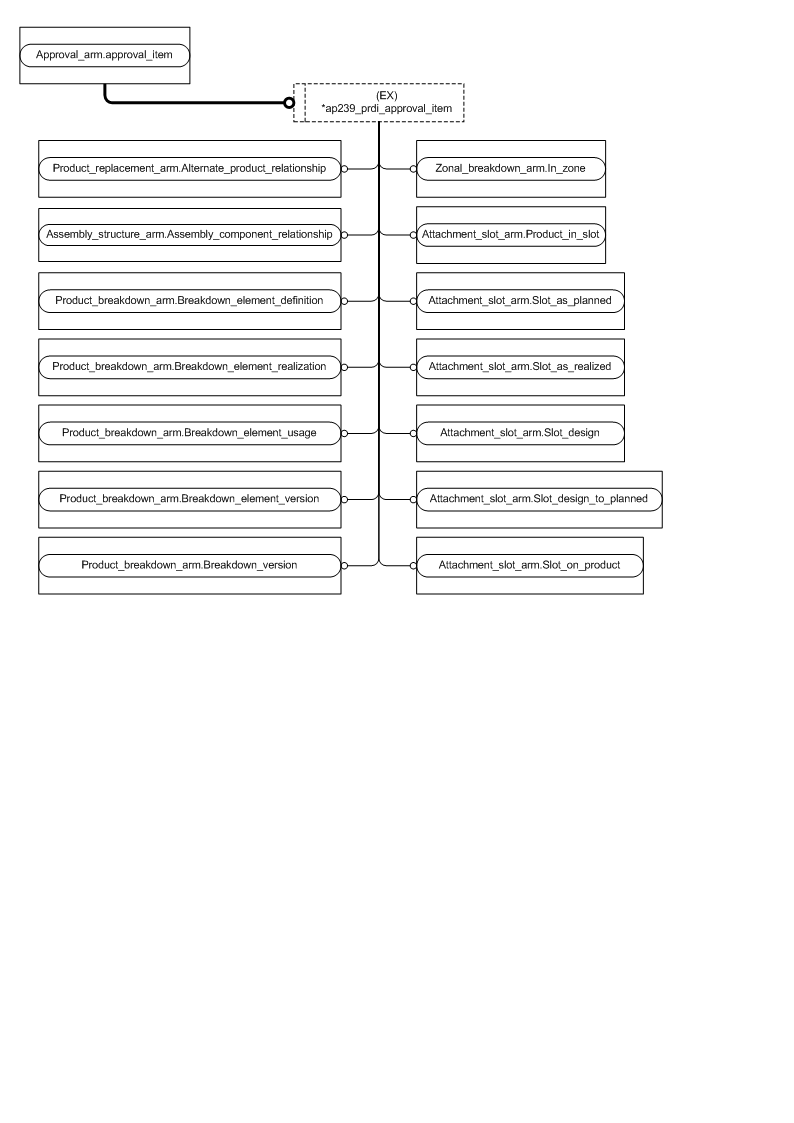 Approval_arm.approval_item
(EX)
*ap239_prdi_approval_item
Product_replacement_arm.Alternate_product_relationship
Zonal_breakdown_arm.In_zone
Assembly_structure_arm.Assembly_component_relationship
Attachment_slot_arm.Product_in_slot
Product_breakdown_arm.Breakdown_element_definition
Attachment_slot_arm.Slot_as_planned
Product_breakdown_arm.Breakdown_element_realization
Attachment_slot_arm.Slot_as_realized
Product_breakdown_arm.Breakdown_element_usage
Attachment_slot_arm.Slot_design
Product_breakdown_arm.Breakdown_element_version
Attachment_slot_arm.Slot_design_to_planned
Product_breakdown_arm.Breakdown_version
Attachment_slot_arm.Slot_on_product